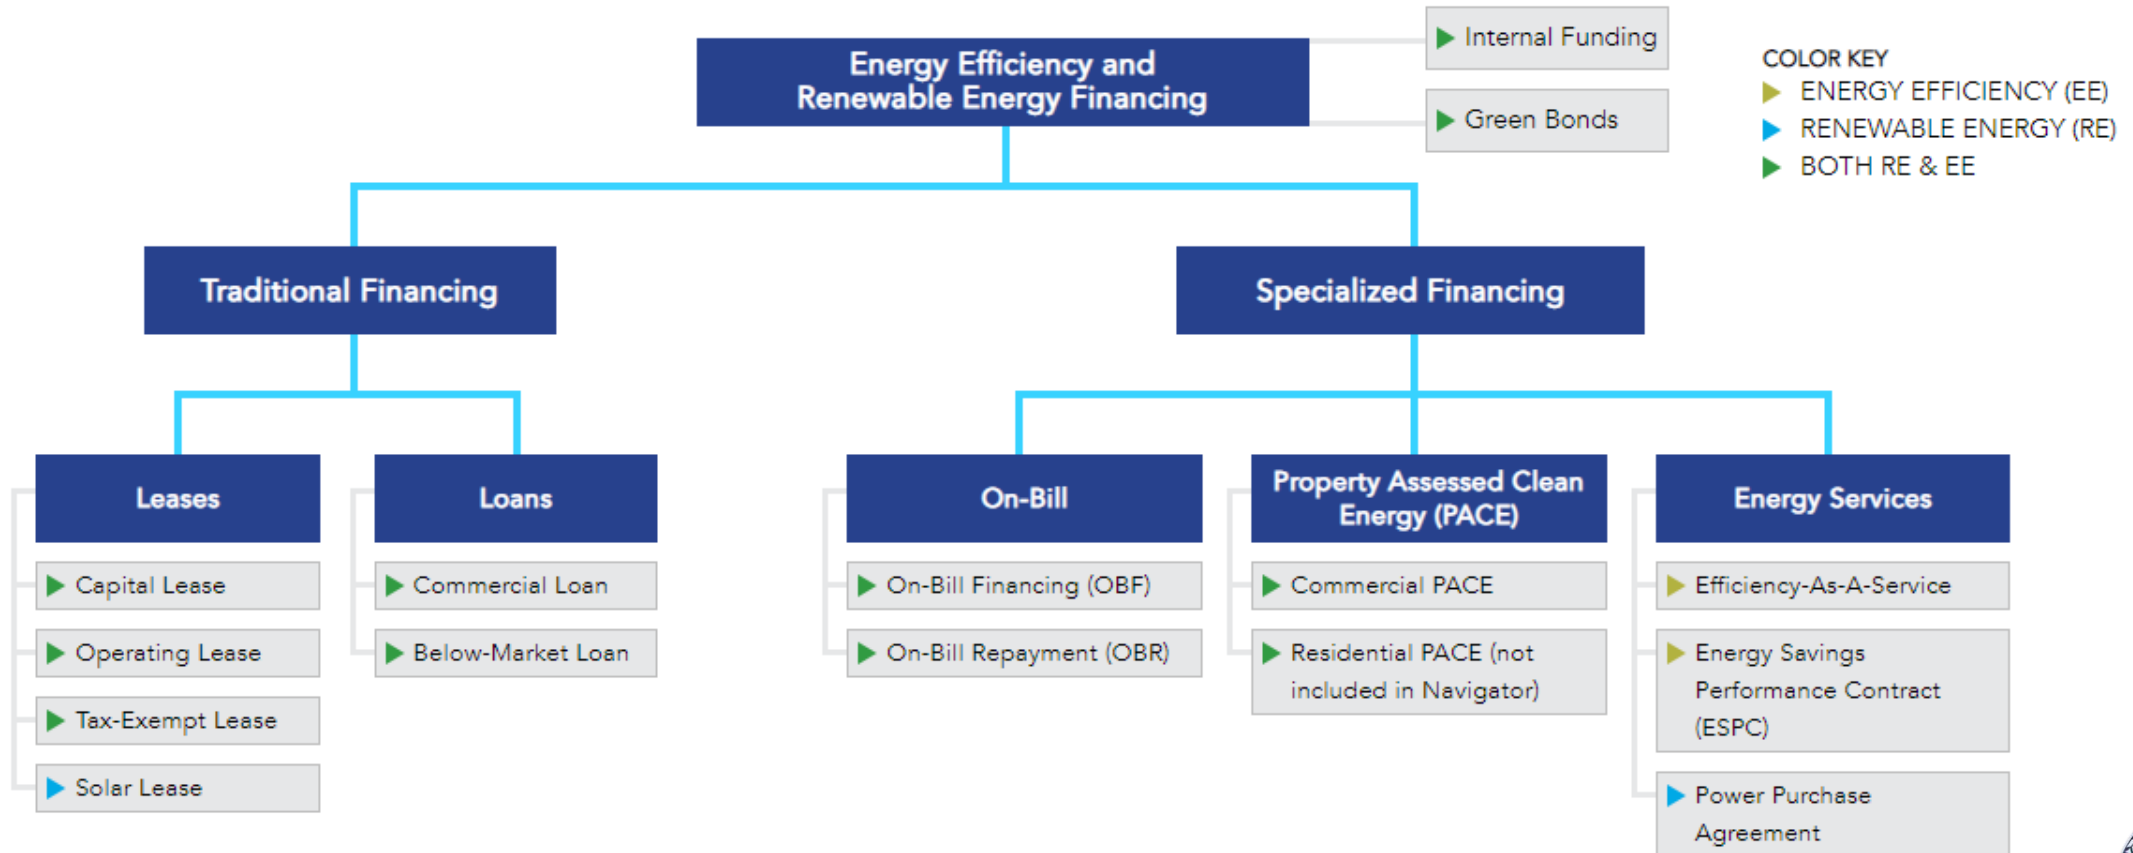 Energy Efficiency and
Renewable Energy Financing
Internal Funding
Green Bonds
COLOR KEY
ENERGY EFFICIENCY (EE)
RENEWABLE ENERGY (RE)
BOTH RE & EE
Traditional Financing
Specialized Financing
Leases
Capital Lease
Operating Lease
Tax-Exempt Lease
Solar Lease
Loans
Commercial Loan
Below-Market Loan
On-Bill
On-Bill Financing (OBF)
On-Bill Repayment (OBR)
Property Assessed Clean
Energy (PACE)
Commercial PACE
Residential PACE (not
included in Navigator)
Energy Services
Efficiency-As-A-Service
Energy Savings
Performance Contract
(ESPC)
Power Purchase
Agreement